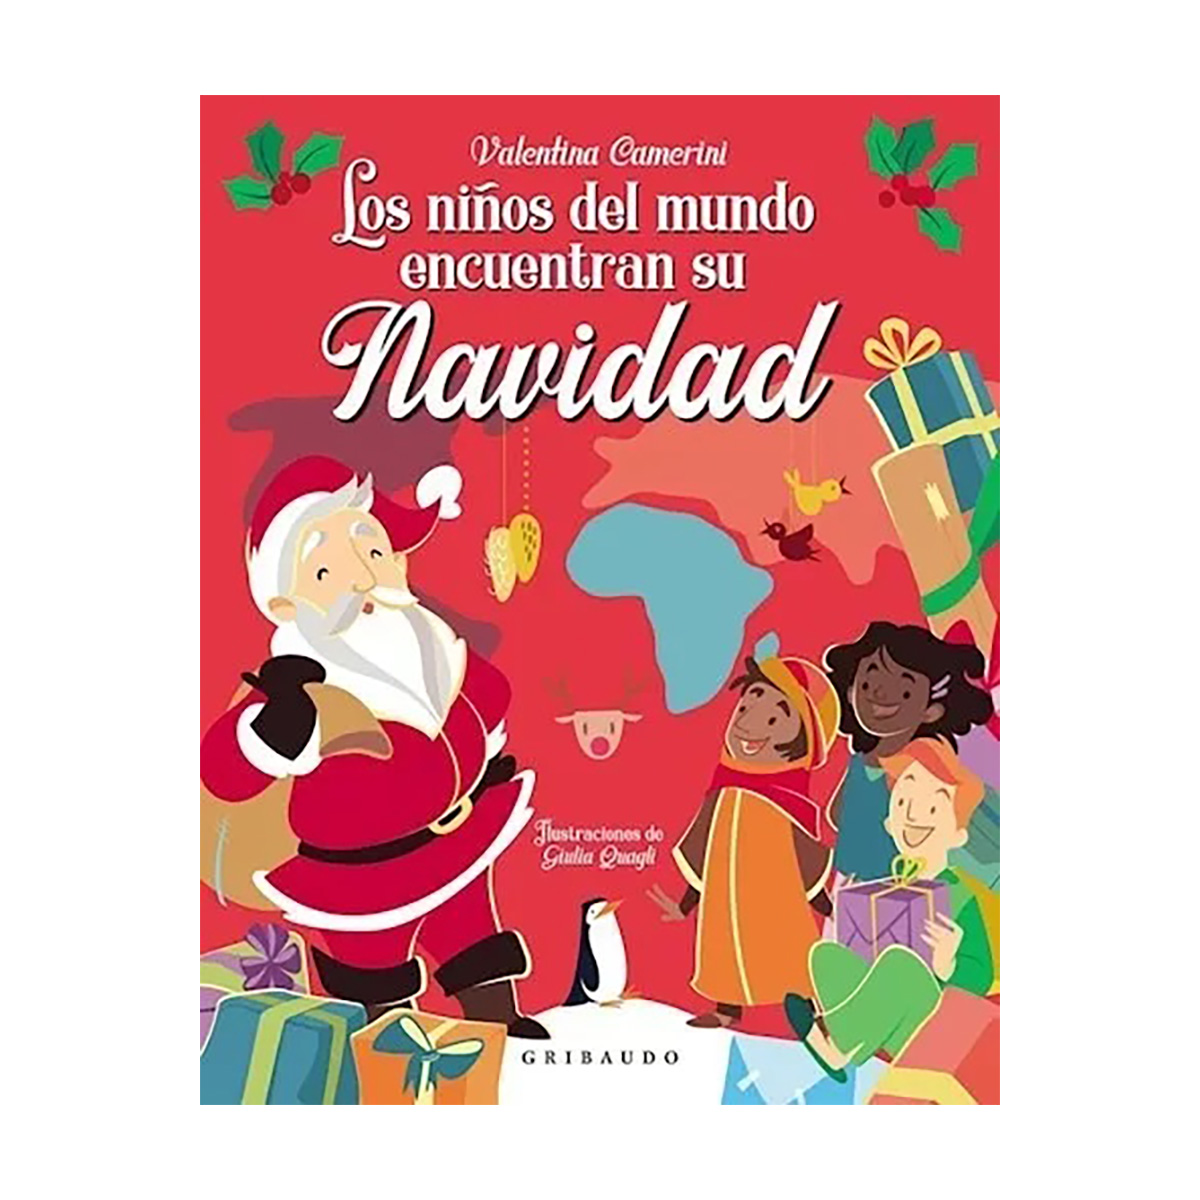 Valentina Camerini
Los niños del mundo
encuentran su
Navidad
Ilustraciones de
Giulia Quagli
GRIBAUDO